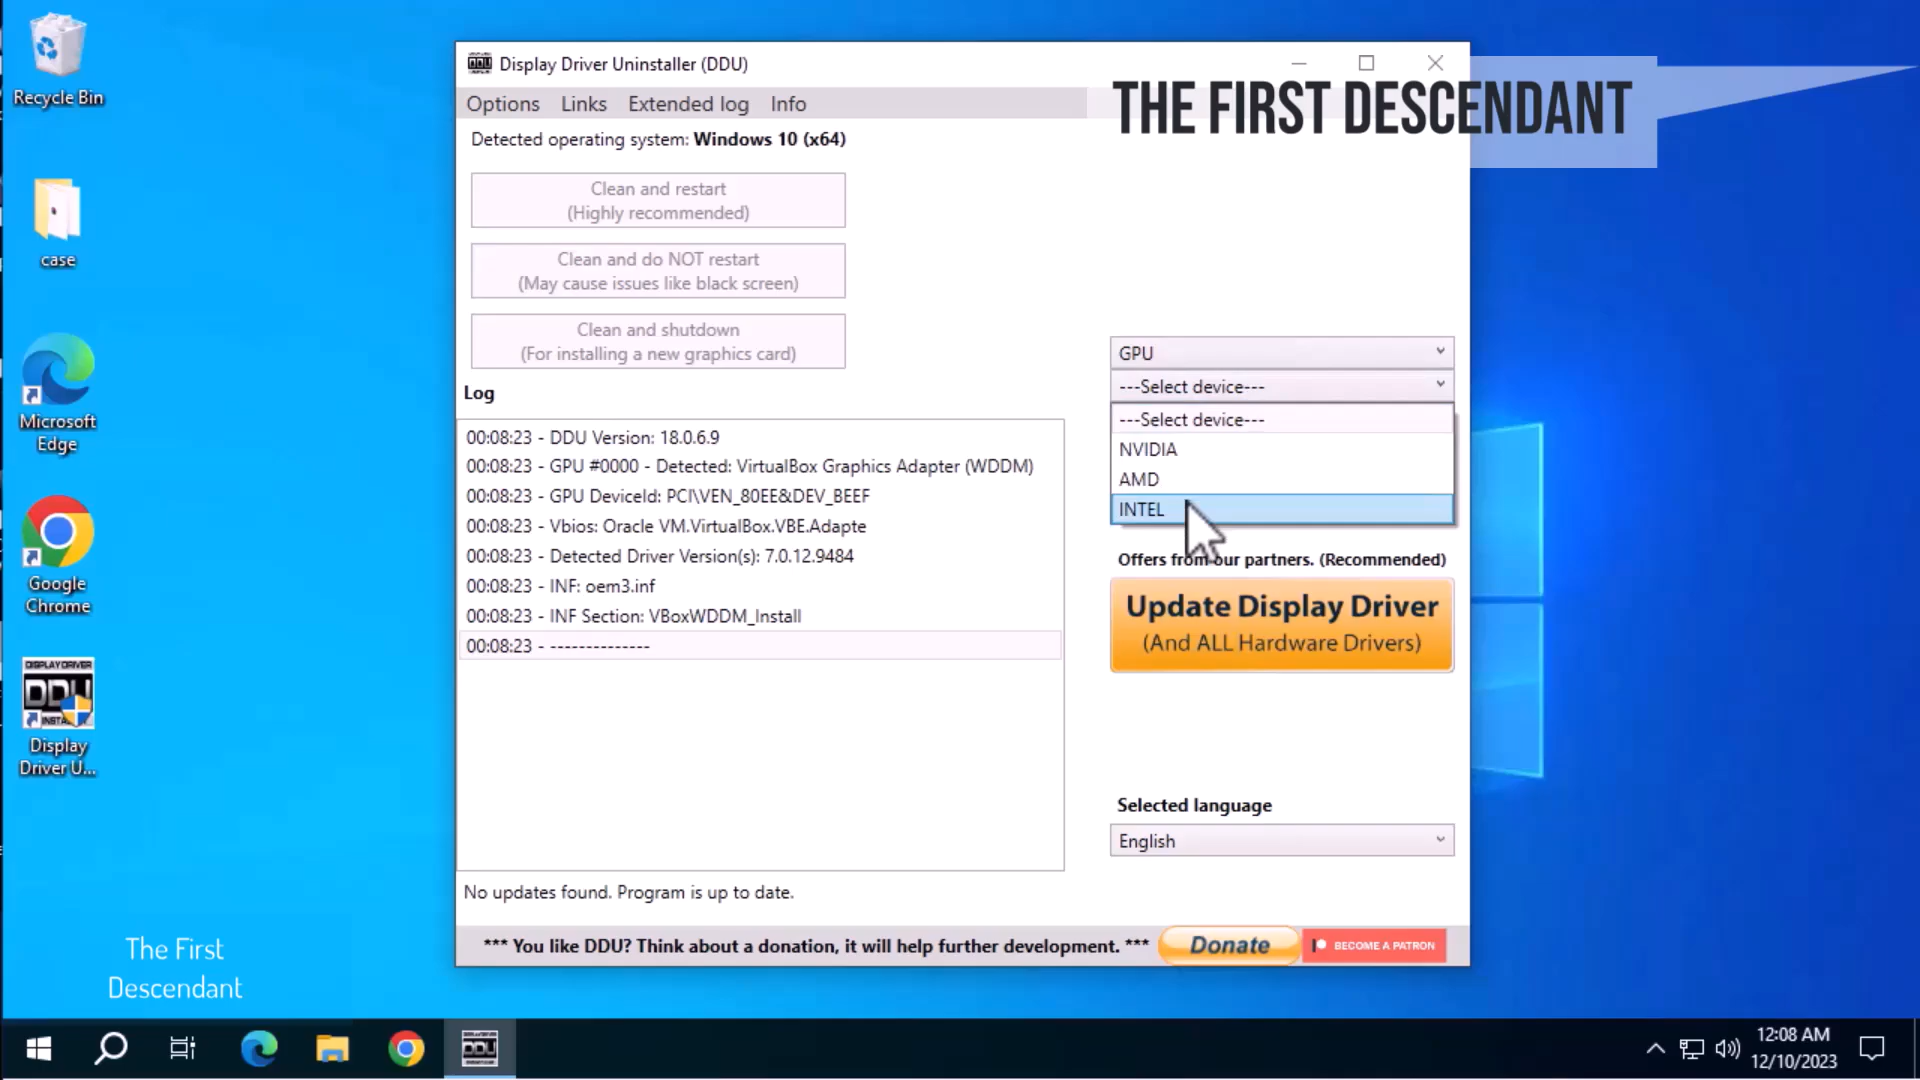 Recycle Bin
case
Microsoft
Edge
Google
Chrome
DISPLAY DRIVER
DDU
Display
Driver U...
The First
Descendant
Display Driver Uninstaller (DDU)
THE FIRST DESCENDANT
Options Links Extended log Info
Detected operating system: Windows 10 (x64)
Clean and restart
(Highly recommended)
Clean and do NOT restart
(May cause issues like black screen)
Clean and shutdown
(For installing a new graphics card)
Log
00:08:23 - DDU Version: 18.0.6.9
00:08:23 - GPU #0000 - Detected: VirtualBox Graphics Adapter (WDDM)
00:08:23 - GPU DeviceId: PCI\VEN_80EE&DEV_BEEF
00:08:23 - Vbios: Oracle VM.VirtualBox.VBE.Adapte
00:08:23 - Detected Driver Version(s): 7.0.12.9484
00:08:23 - INF: oem3.inf
00:08:23 - INF Section: VBoxWDDM_Install
00:08:23 - --------------
No updates found. Program is up to date.
GPU
---Select device---
---Select device---
NVIDIA
AMD
INTEL
Offers from our partners. (Recommended)
Update Display Driver
(And ALL Hardware Drivers)
Selected language
English
*** You like DDU? Think about a donation, it will help further development. ***
Donate
BECOME A PATRON
DDU
12:08 AM
12/10/2023